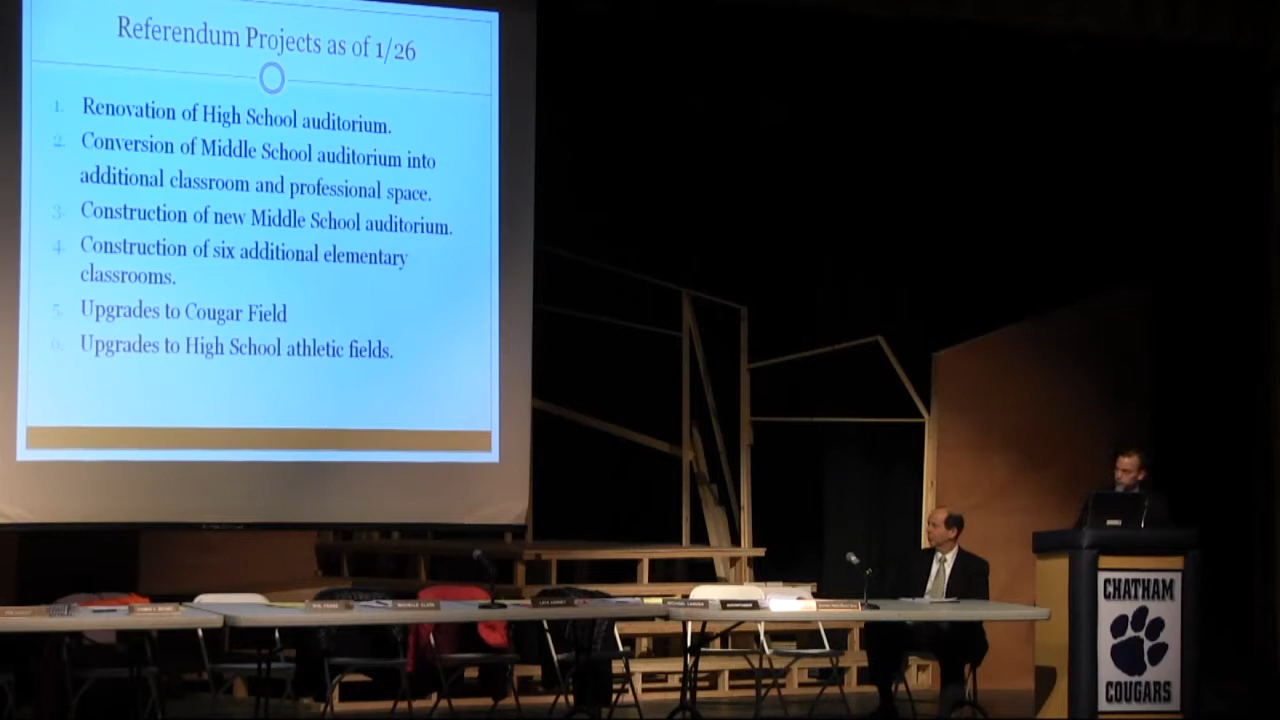 Referendum Projects as of 1/26
1. Renovation of High School auditorium.
2. Conversion of Middle School auditorium into
additional classroom and professional space.
3. Construction of new Middle School auditorium.
4. Construction of six additional elementary
classrooms.
5. Upgrades to Cougar Field
6. Upgrades to High School athletic fields.
CHATHAM
COUGARS